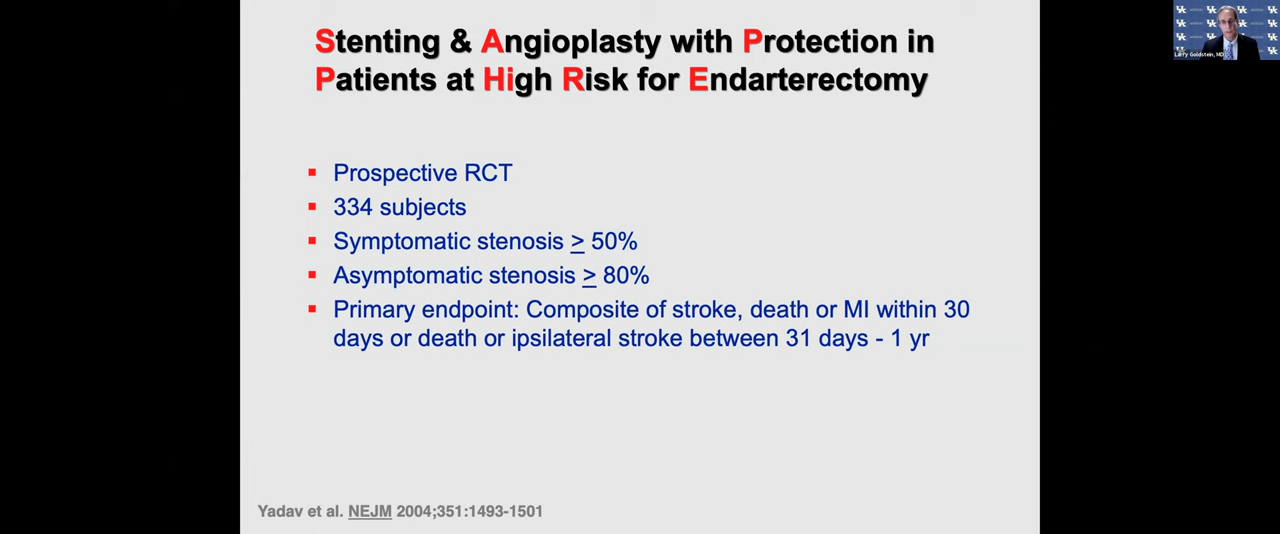 Stenting & Angioplasty with Protection in
Patients at High Risk for Endarterectomy
Prospective RCT
334 subjects
Symptomatic stenosis ≥ 50%
Asymptomatic stenosis ≥ 80%
Primary endpoint: Composite of stroke, death or MI within 30
days or death or ipsilateral stroke between 31 days - 1 yr
Yadav et al. NEJM 2004;351:1493-1501
Larry Goldstein, MD